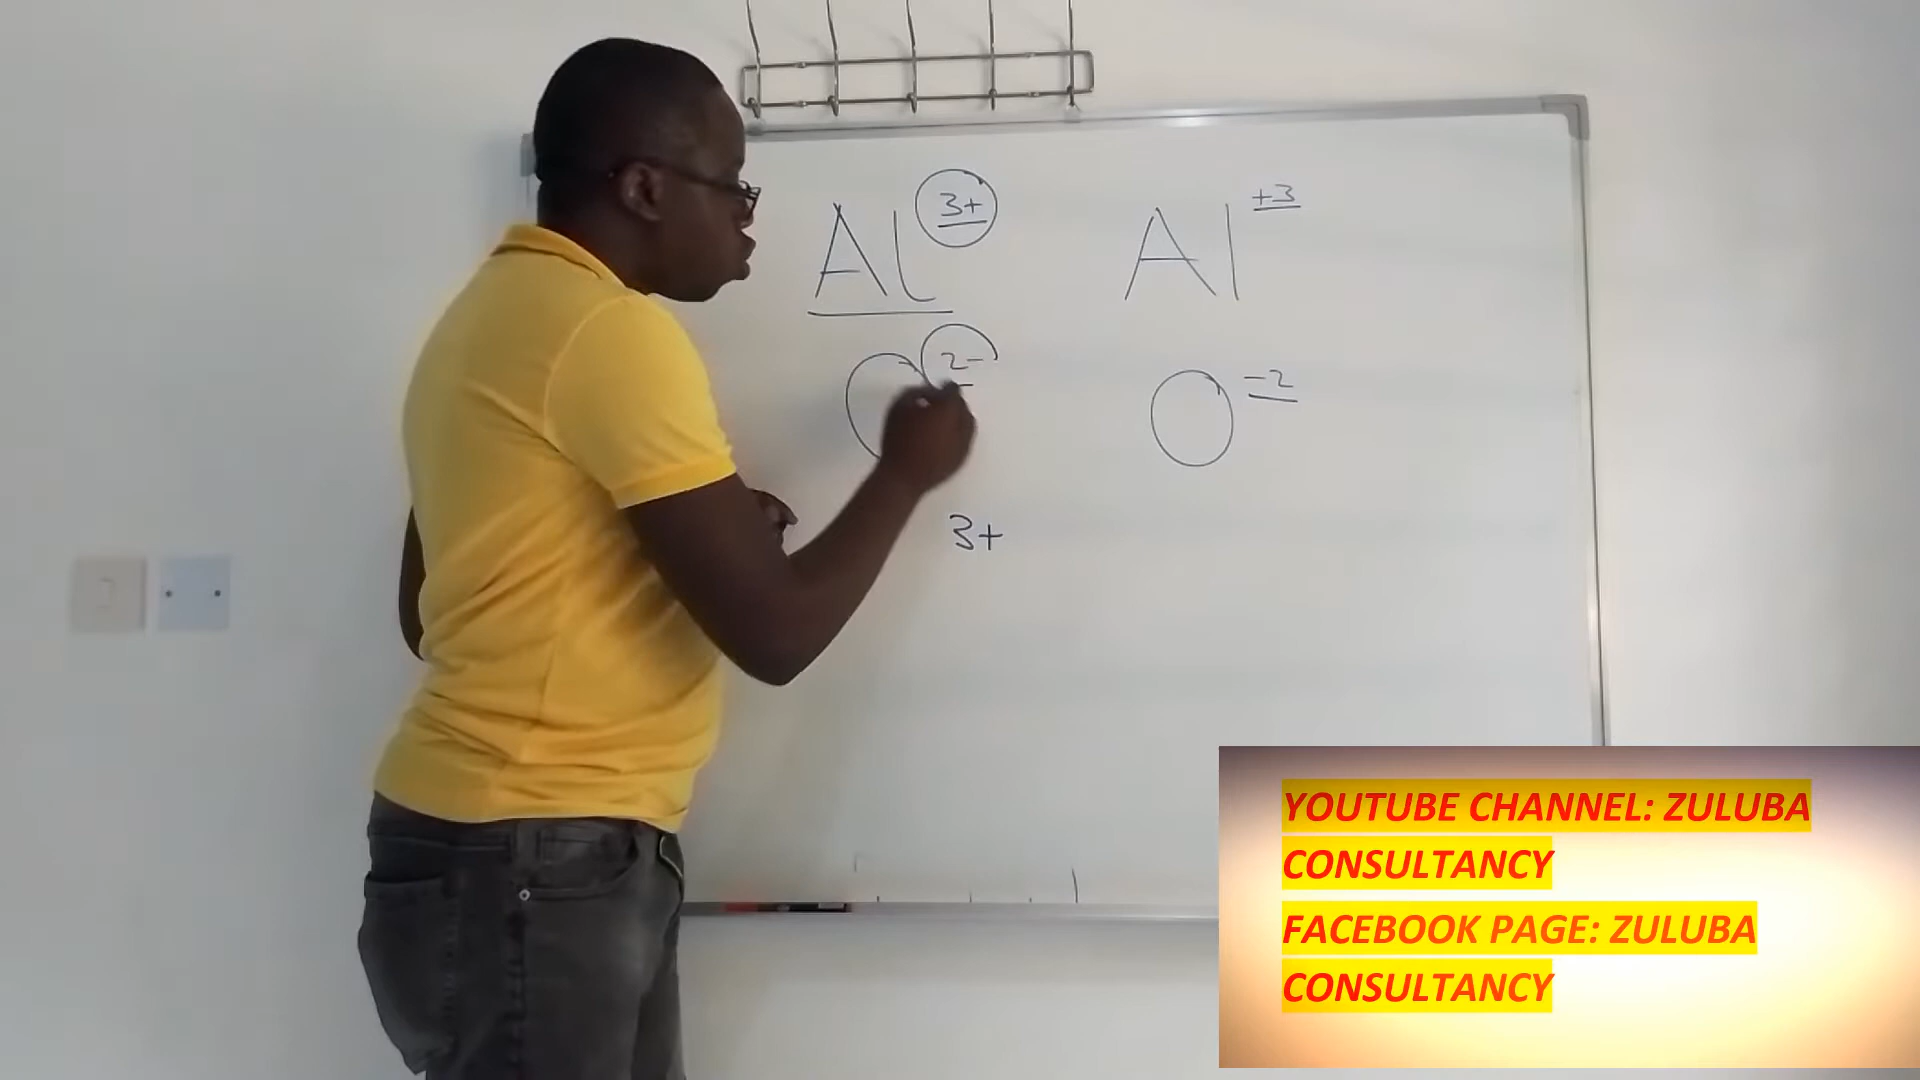 Al 3+ Al +3
O 2- O -2
3+
YOUTUBE CHANNEL: ZULUBA
CONSULTANCY
FACEBOOK PAGE: ZULUBA
CONSULTANCY